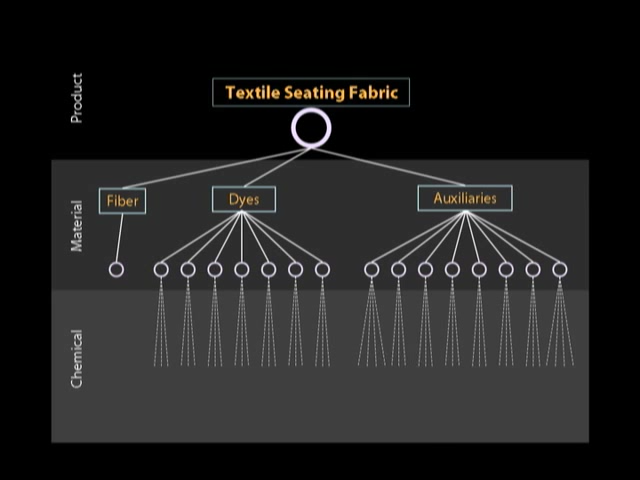 Product
Textile Seating Fabric
Material
Fiber
Dyes
Auxiliaries
Chemical